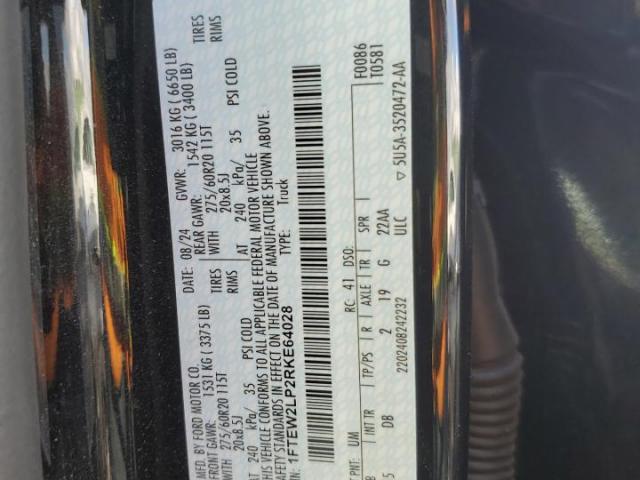 MFD. BY FORD MOTOR CO.
DATE: 08/24 GVWR: 3016 KG ( 6650 LB)
FRONT GAWR: 1531 KG ( 3375 LB) REAR GAWR: 1542 KG ( 3400 LB)
WITH 275/60R20 115T TIRES WITH 275/60R20 115T TIRES
20x8.5J RIMS 20x8.5J RIMS
AT 240 kPa/ 35 PSI COLD AT 240 kPa/ 35 PSI COLD
THIS VEHICLE CONFORMS TO ALL APPLICABLE FEDERAL MOTOR VEHICLE
SAFETY STANDARDS IN EFFECT ON THE DATE OF MANUFACTURE SHOWN ABOVE.
VIN: 1FTEW2LP2RKE64028 TYPE: Truck
F0086
T0581
EXT PNT: UM RC: 41 DSO:
INT TR TP/PS R AXLE TR SPR
DB 2 19 G 22AA
ULC
2202408242232 ▽ 5U5A-3520472-AA